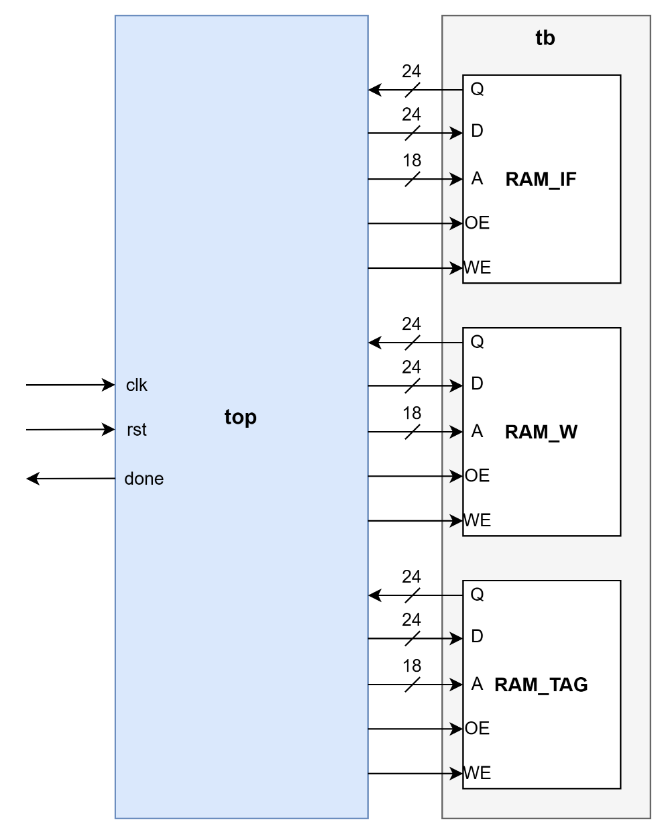 tb
24
Q
24
D
18
A RAM_IF
OE
WE
24
Q
24
D
clk
18
top
A RAM_W
rst
OE
done
WE
24
Q
24
D
18
A RAM_TAG
OE
WE